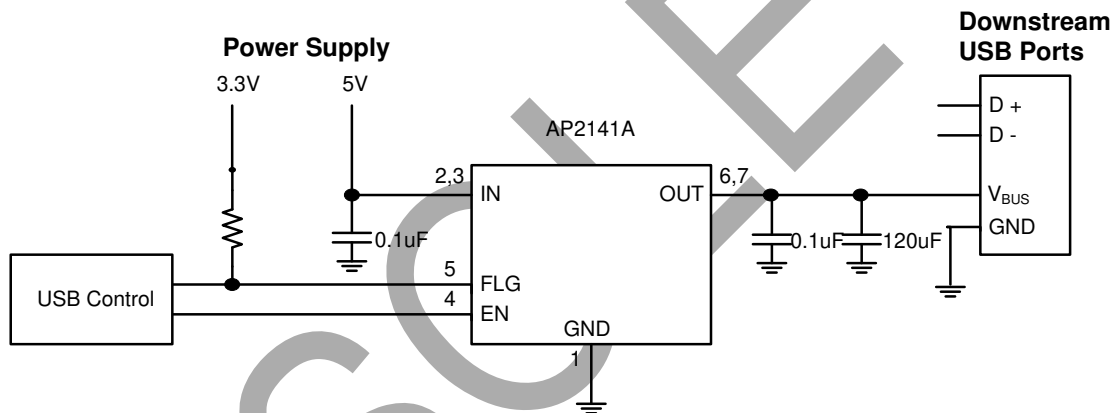 Downstream
USB Ports
Power Supply
3.3V 5V
D +
D -
AP2141A
2,3 IN OUT 6,7
V_BUS
GND
0.1uF
0.1uF 120uF
5 FLG
4 EN
USB Control
GND
1